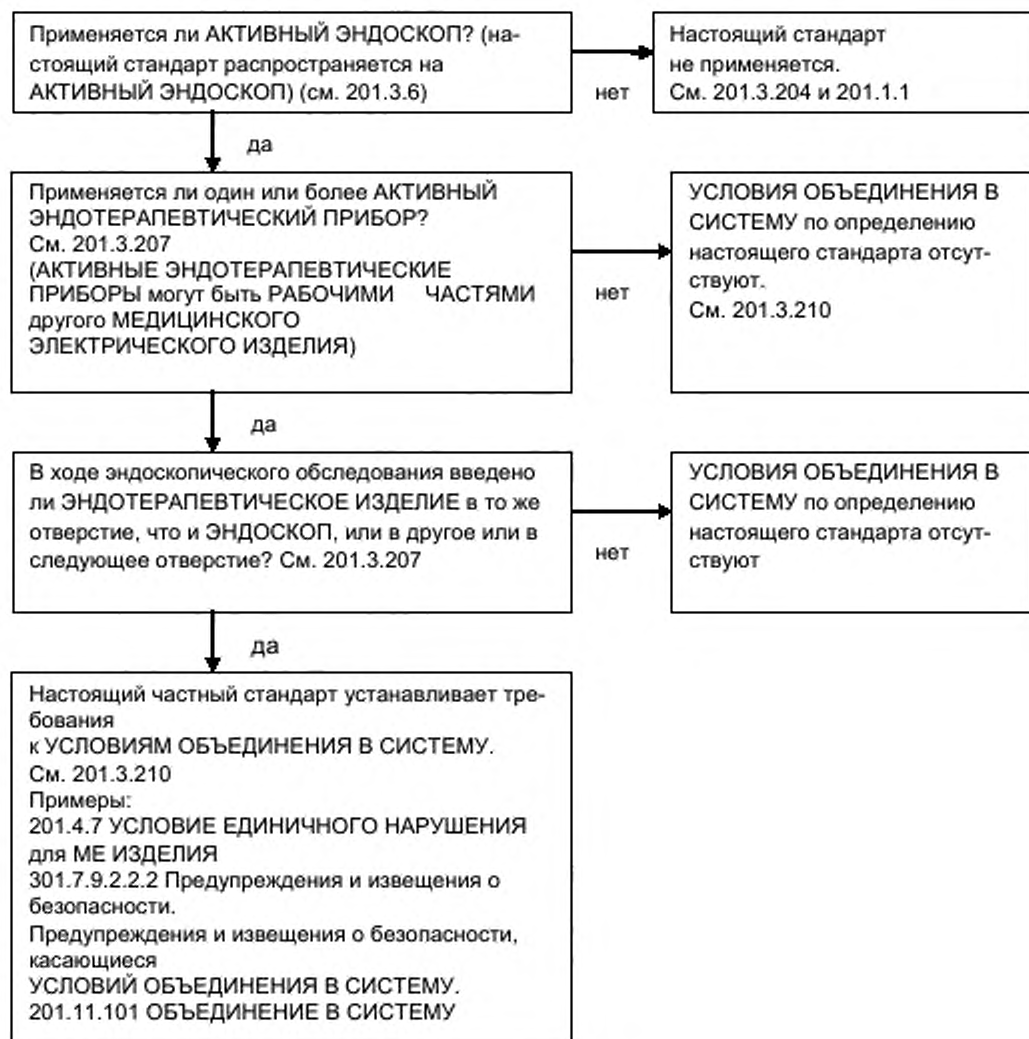 Применяется ли АКТИВНЫЙ ЭНДОСКОП? (на-
стоящий стандарт распространяется на
АКТИВНЫЙ ЭНДОСКОП) (см. 201.3.6)
нет
Настоящий стандарт
не применяется.
См. 201.3.204 и 201.1.1
да
Применяется ли один или более АКТИВНЫЙ
ЭНДОТЕРАПЕВТИЧЕСКИЙ ПРИБОР?
См. 201.3.207
(АКТИВНЫЕ ЭНДОТЕРАПЕВТИЧЕСКИЕ
ПРИБОРЫ могут быть РАБОЧИМИ ЧАСТЯМИ
другого МЕДИЦИНСКОГО
ЭЛЕКТРИЧЕСКОГО ИЗДЕЛИЯ)
нет
УСЛОВИЯ ОБЪЕДИНЕНИЯ В
СИСТЕМУ по определению
настоящего стандарта отсут-
ствуют.
См. 201.3.210
да
В ходе эндоскопического обследования введено
ли ЭНДОТЕРАПЕВТИЧЕСКОЕ ИЗДЕЛИЕ в то же
отверстие, что и ЭНДОСКОП, или в другое или в
следующее отверстие? См. 201.3.207
нет
УСЛОВИЯ ОБЪЕДИНЕНИЯ В
СИСТЕМУ по определению
настоящего стандарта отсут-
ствуют
да
Настоящий частный стандарт устанавливает тре-
бования
к УСЛОВИЯМ ОБЪЕДИНЕНИЯ В СИСТЕМУ.
См. 201.3.210
Примеры:
201.4.7 УСЛОВИЕ ЕДИНИЧНОГО НАРУШЕНИЯ
для МЕ ИЗДЕЛИЯ
301.7.9.2.2.2 Предупреждения и извещения о
безопасности.
Предупреждения и извещения о безопасности,
касающиеся
УСЛОВИЙ ОБЪЕДИНЕНИЯ В СИСТЕМУ.
201.11.101 ОБЪЕДИНЕНИЕ В СИСТЕМУ